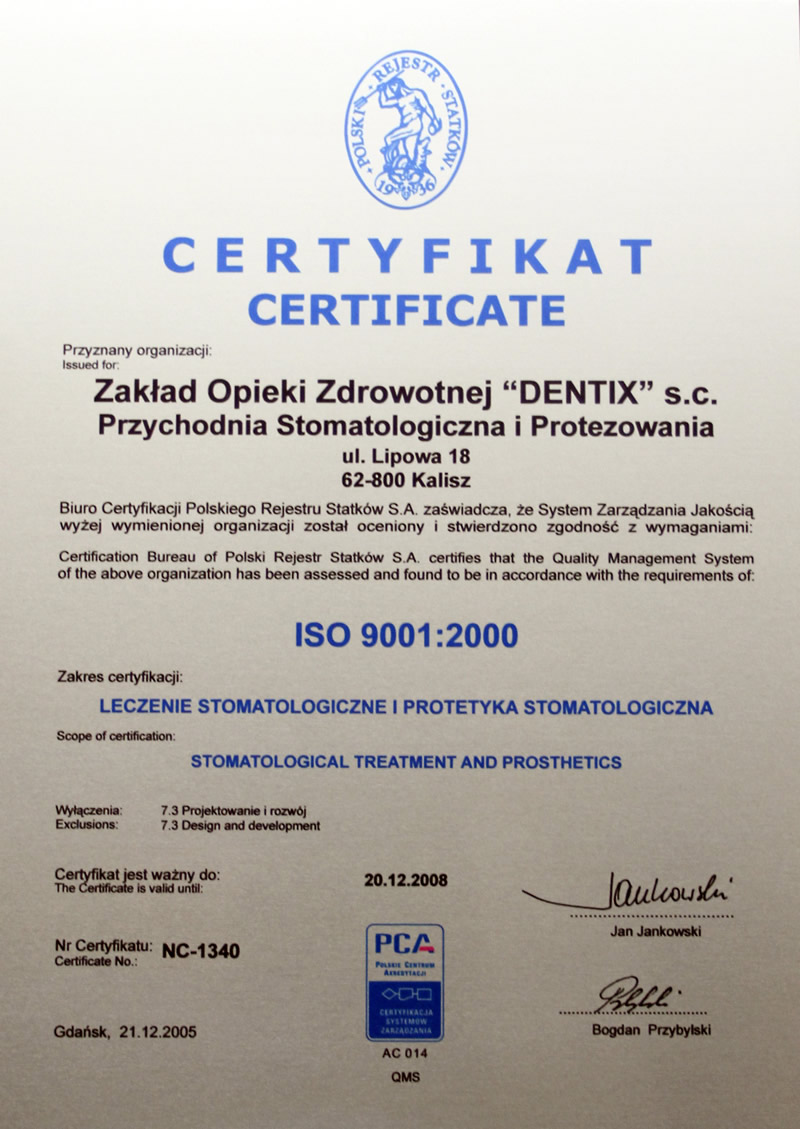 POLSKI · REJESTR · STATKÓW
1936
CERTYFIKAT
CERTIFICATE
Przyznany organizacji:
Issued for:
Zakład Opieki Zdrowotnej “DENTIX” s.c.
Przychodnia Stomatologiczna i Protezowania
ul. Lipowa 18
62-800 Kalisz
Biuro Certyfikacji Polskiego Rejestru Statków S.A. zaświadcza, że System Zarządzania Jakością
wyżej wymienionej organizacji został oceniony i stwierdzono zgodność z wymaganiami:
Certification Bureau of Polski Rejestr Statków S.A. certifies that the Quality Management System
of the above organization has been assessed and found to be in accordance with the requirements of:
ISO 9001:2000
Zakres certyfikacji:
LECZENIE STOMATOLOGICZNE I PROTETYKA STOMATOLOGICZNA
Scope of certification:
STOMATOLOGICAL TREATMENT AND PROSTHETICS
Wyłączenia: 7.3 Projektowanie i rozwój
Exclusions: 7.3 Design and development
Certyfikat jest ważny do:
The Certificate is valid until:
20.12.2008
Jankowski
Jan Jankowski
Nr Certyfikatu: NC-1340
Certificate No.:
PCA
POLSKIE CENTRUM
AKREDYTACJI
CERTYFIKACJA
SYSTEMÓW
ZARZĄDZANIA
AC 014
QMS
Bogdan Przybylski
Gdańsk, 21.12.2005